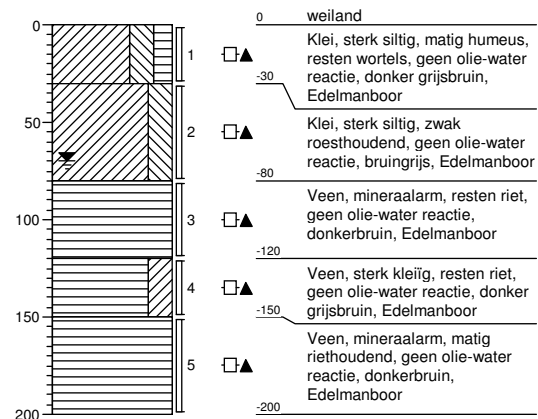 0
50
100
150
200
1
2
3
4
5
0 weiland
Klei, sterk siltig, matig humeus,
resten wortels, geen olie-water
reactie, donker grijsbruin,
Edelmanboor
-30
Klei, sterk siltig, zwak
roesthoudend, geen olie-water
reactie, bruingrijs, Edelmanboor
-80
Veen, mineraalarm, resten riet,
geen olie-water reactie,
donkerbruin, Edelmanboor
-120
Veen, sterk kleiïg, resten riet,
geen olie-water reactie, donker
grijsbruin, Edelmanboor
-150
Veen, mineraalarm, matig
riethoudend, geen olie-water
reactie, donkerbruin,
Edelmanboor
-200